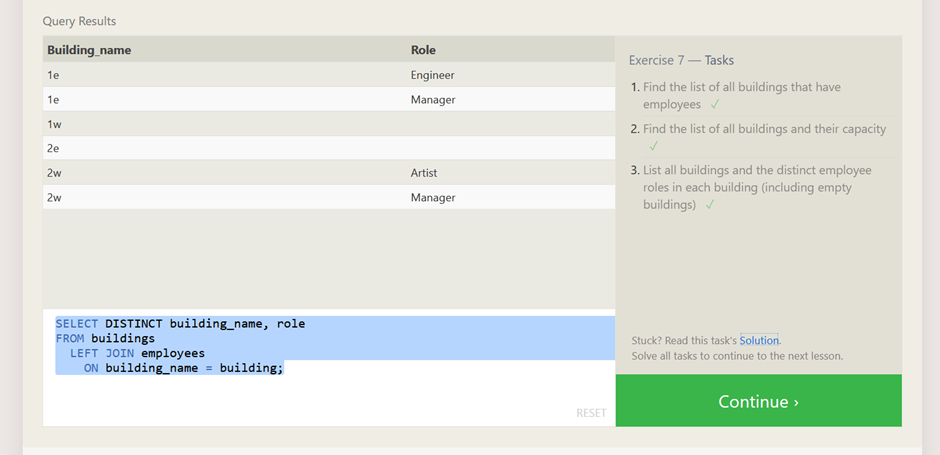 Query Results
Building_name Role
1e Engineer
1e Manager
1w
2e
2w Artist
2w Manager
SELECT DISTINCT building_name, role
FROM buildings
LEFT JOIN employees
ON building_name = building;
RESET
Exercise 7 — Tasks
1. Find the list of all buildings that have
employees ✓
2. Find the list of all buildings and their capacity
✓
3. List all buildings and the distinct employee
roles in each building (including empty
buildings) ✓
Stuck? Read this task's Solution.
Solve all tasks to continue to the next lesson.
Continue ›